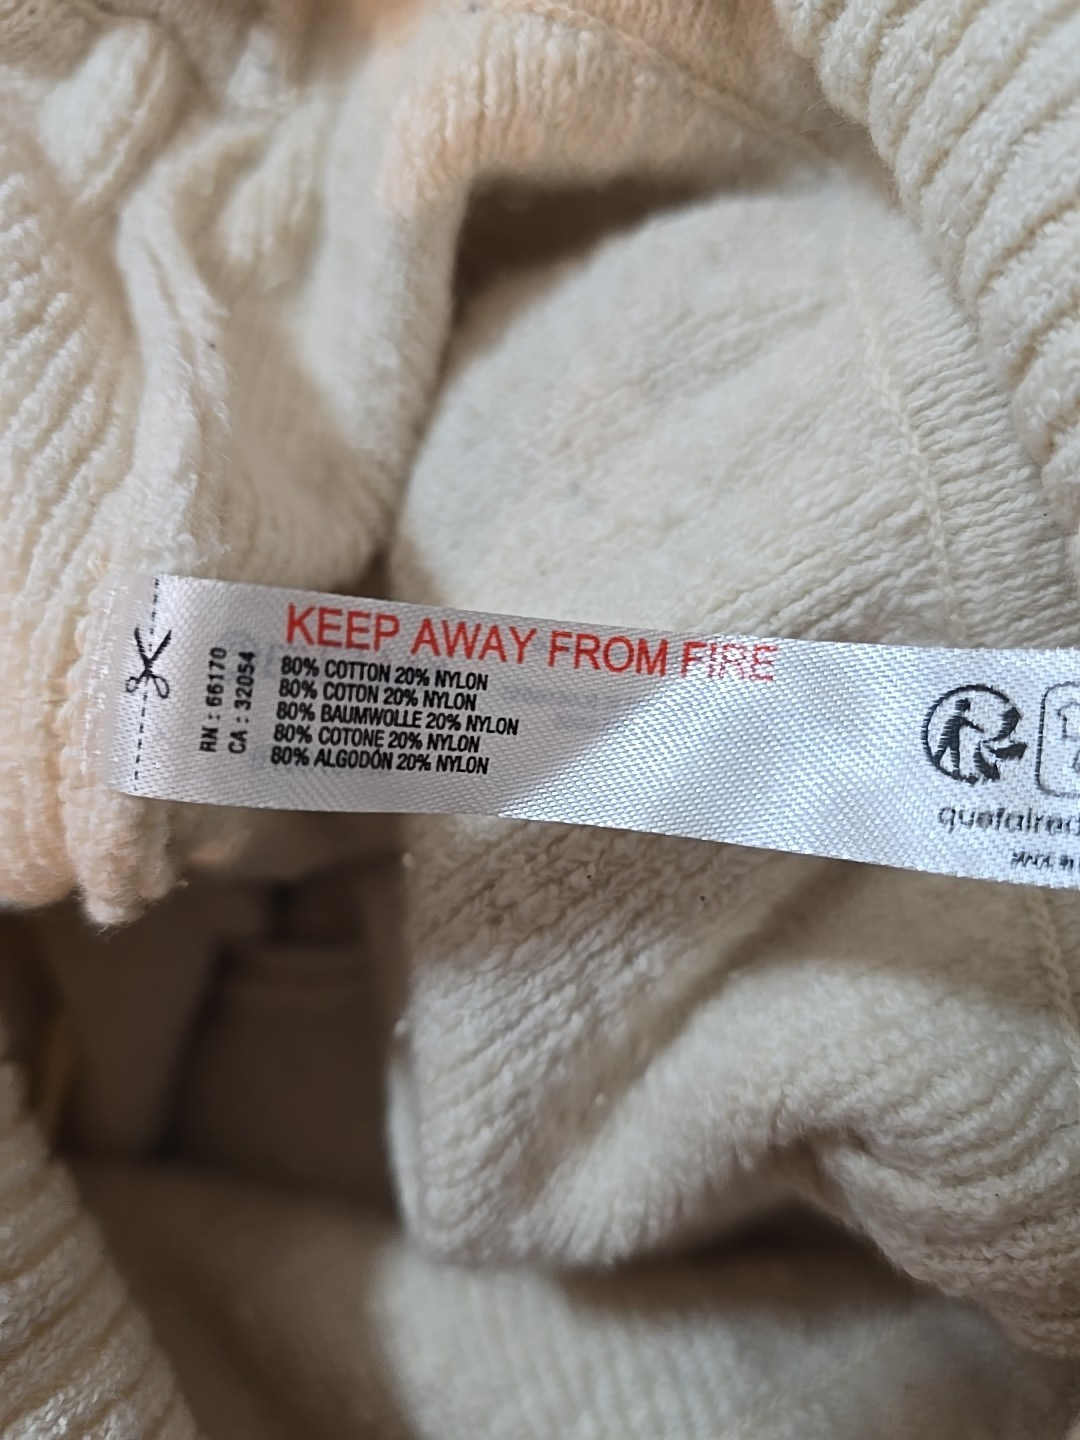 KEEP AWAY FROM FIRE
80% COTTON 20% NYLON
80% COTON 20% NYLON
80% BAUMWOLLE 20% NYLON
80% COTONE 20% NYLON
80% ALGODÓN 20% NYLON
RN : 66170
CA : 32054
quefaired